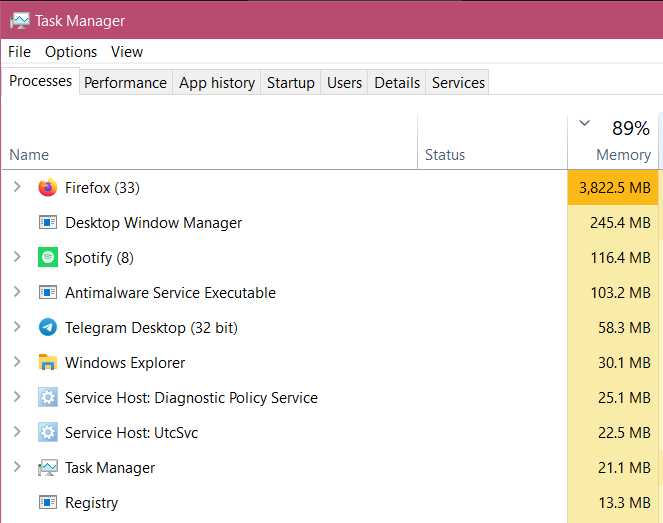 Task Manager
File Options View
Processes Performance App history Startup Users Details Services
89%
Name Status Memory
Firefox (33) 3,822.5 MB
Desktop Window Manager 245.4 MB
Spotify (8) 116.4 MB
Antimalware Service Executable 103.2 MB
Telegram Desktop (32 bit) 58.3 MB
Windows Explorer 30.1 MB
Service Host: Diagnostic Policy Service 25.1 MB
Service Host: UtcSvc 22.5 MB
Task Manager 21.1 MB
Registry 13.3 MB